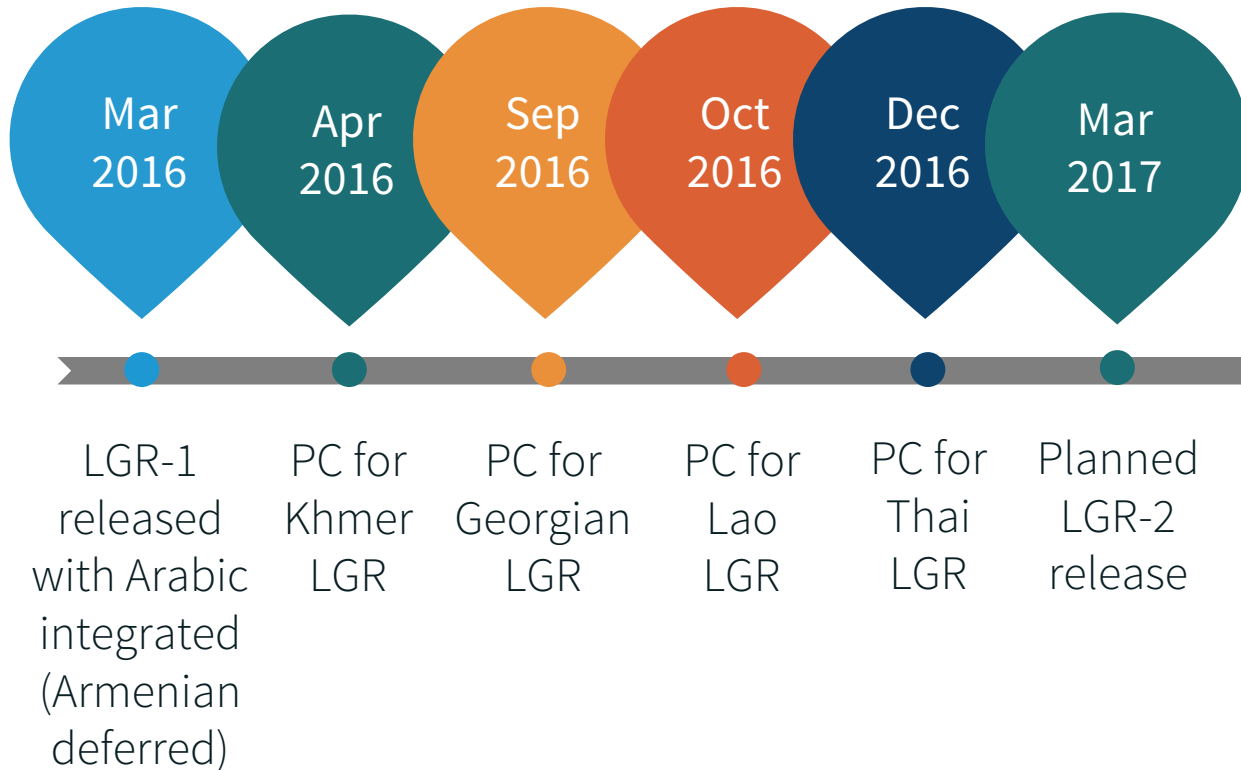 Mar
2016
Apr
2016
Sep
2016
Oct
2016
Dec
2016
Mar
2017
LGR-1
released
with Arabic
integrated
(Armenian
deferred)
PC for
Khmer
LGR
PC for
Georgian
LGR
PC for
Lao
LGR
PC for
Thai
LGR
Planned
LGR-2
release